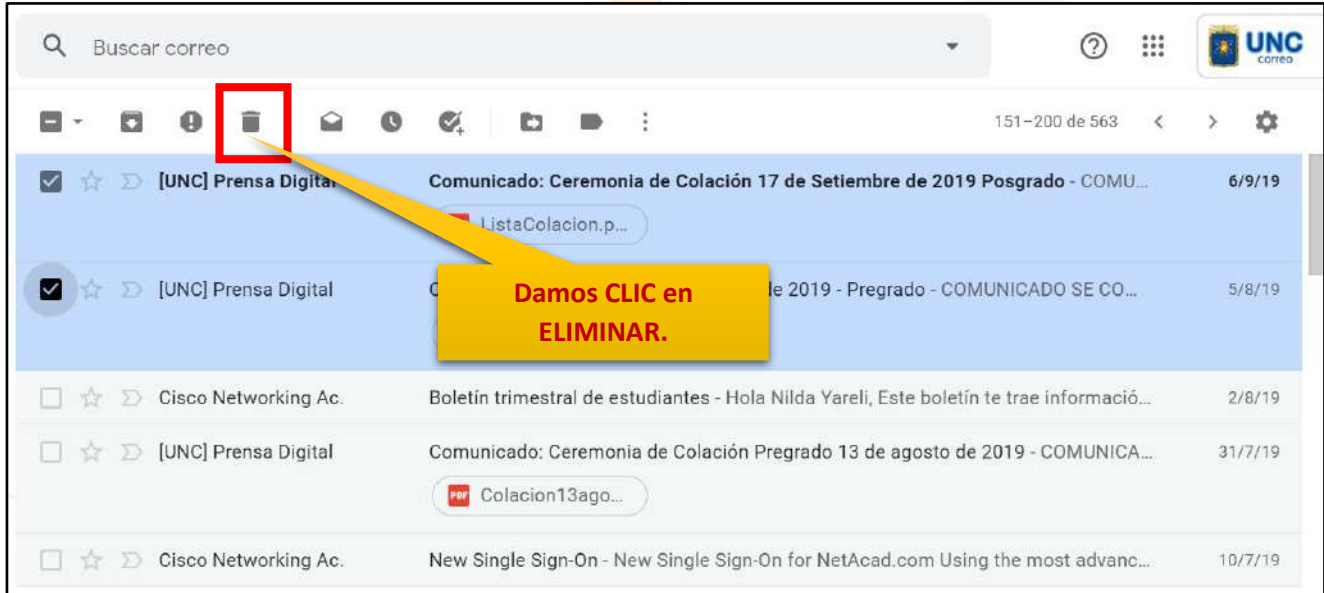 Buscar correo
UNC
correo
151–200 de 563
[UNC] Prensa Digital
Comunicado: Ceremonia de Colación 17 de Setiembre de 2019 Posgrado - COMU...
6/9/19
ListaColacion.p...
[UNC] Prensa Digital
C
e 2019 - Pregrado - COMUNICADO SE CO...
5/8/19
Damos CLIC en
ELIMINAR.
Cisco Networking Ac.
Boletín trimestral de estudiantes - Hola Nilda Yareli, Este boletín te trae informació...
2/8/19
[UNC] Prensa Digital
Comunicado: Ceremonia de Colación Pregrado 13 de agosto de 2019 - COMUNICA...
31/7/19
PDF
Colacion13ago...
Cisco Networking Ac.
New Single Sign-On - New Single Sign-On for NetAcad.com Using the most advanc...
10/7/19